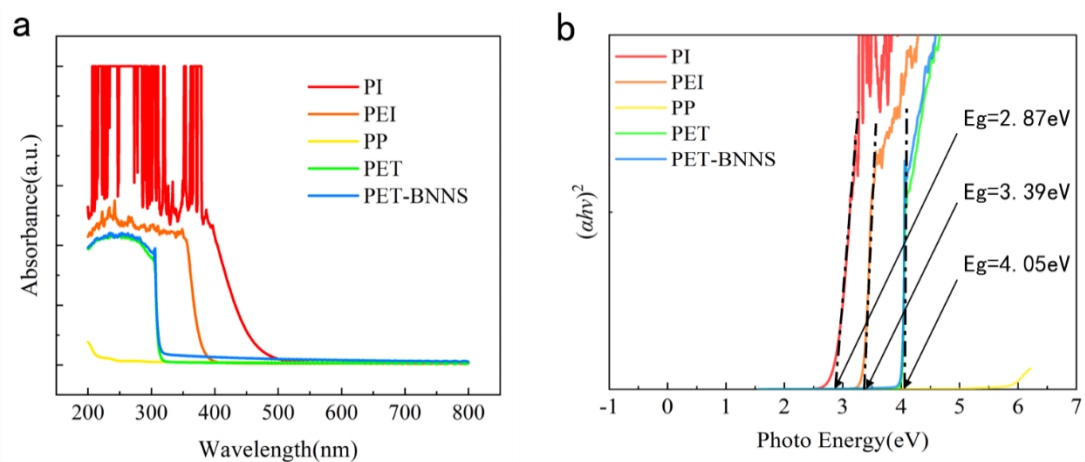 a
Absorbance(a.u.)
PI
PEI
PP
PET
PET-BNNS
200 300 400 500 600 700 800
Wavelength(nm)
b
(αhv)²
PI
PEI
PP
PET
PET-BNNS
Eg=2.87eV
Eg=3.39eV
Eg=4.05eV
-1 0 1 2 3 4 5 6 7
Photo Energy(eV)